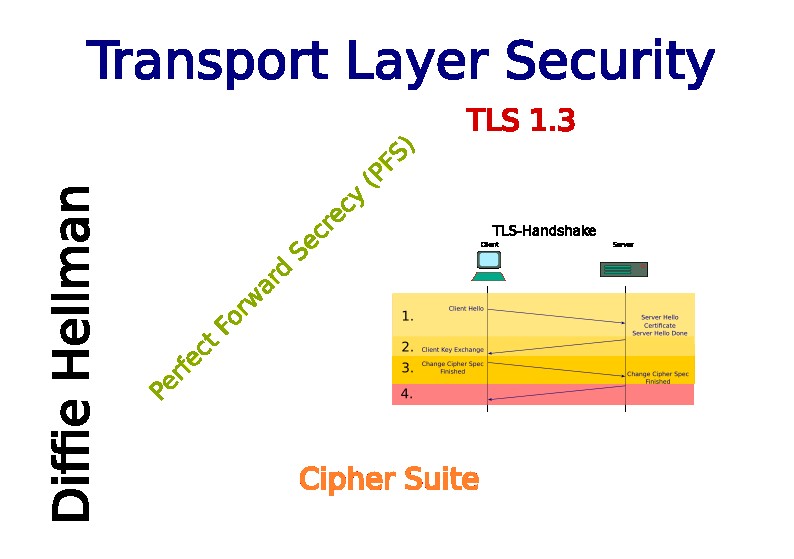 Transport Layer Security
TLS 1.3
Perfect Forward Secrecy (PFS)
Diffie Hellman
TLS-Handshake
Client
Server
1.
Client Hello
Server Hello
Certificate
Server Hello Done
2.
Client Key Exchange
3.
Change Cipher Spec
Finished
Change Cipher Spec
Finished
4.
Cipher Suite